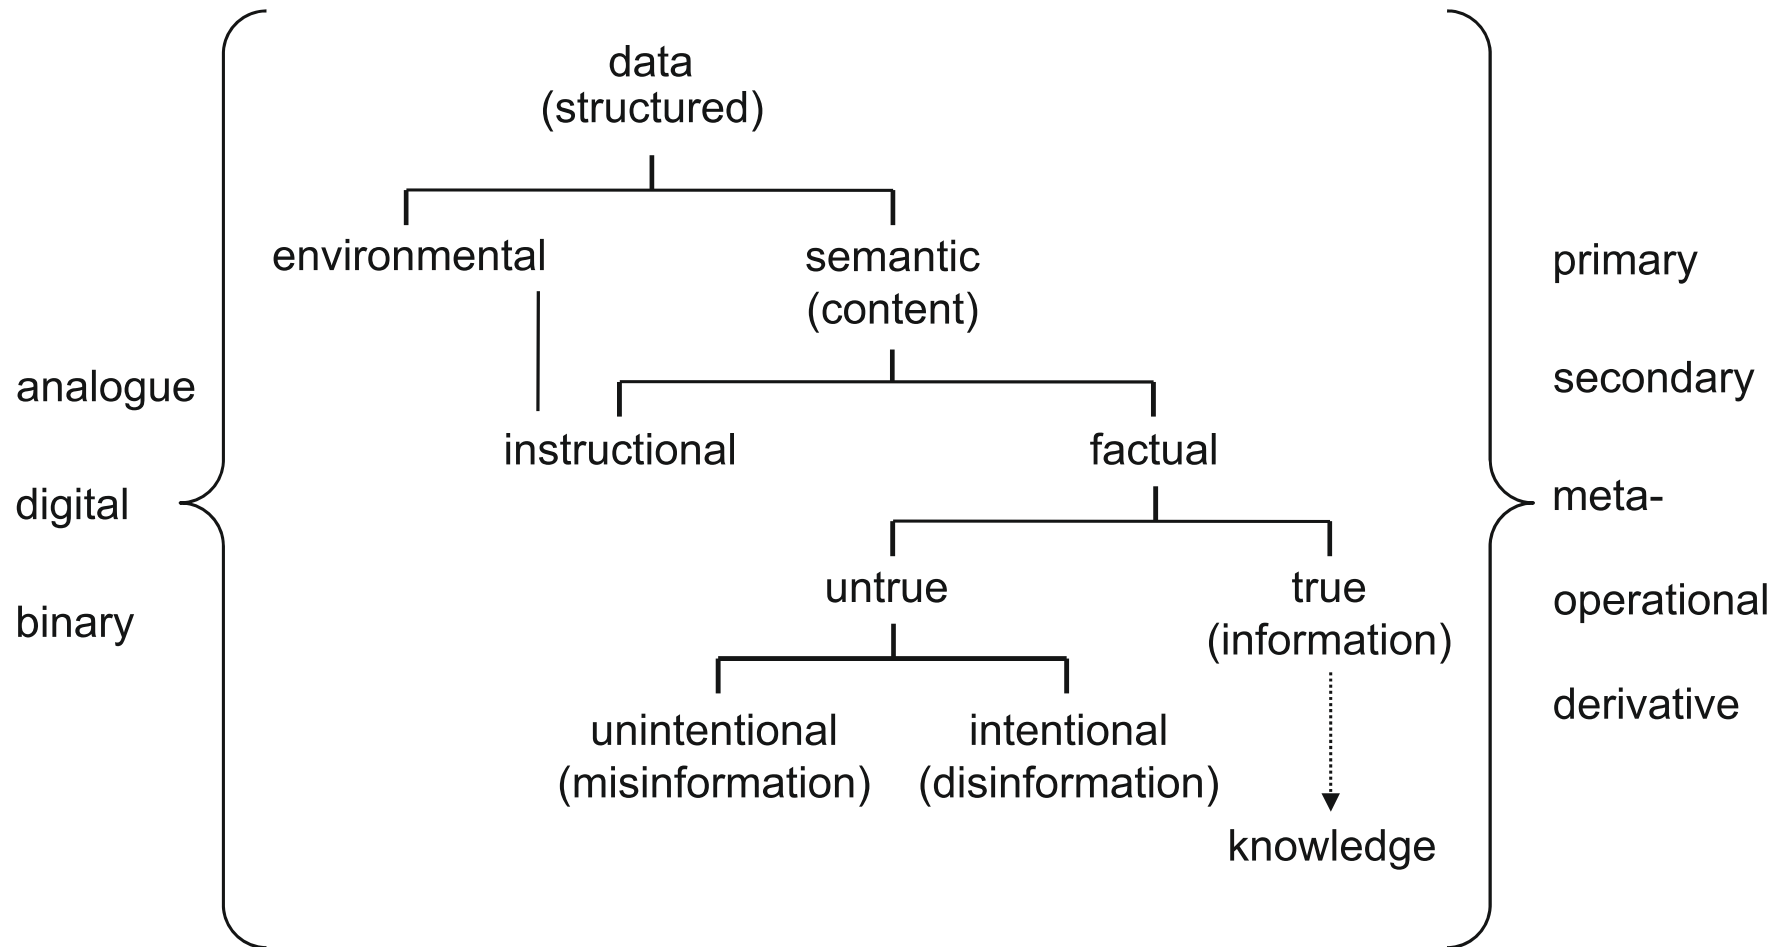 data
(structured)
environmental
semantic
(content)
instructional
factual
untrue
true
(information)
unintentional
(misinformation)
intentional
(disinformation)
knowledge
analogue
digital
binary
primary
secondary
meta-
operational
derivative